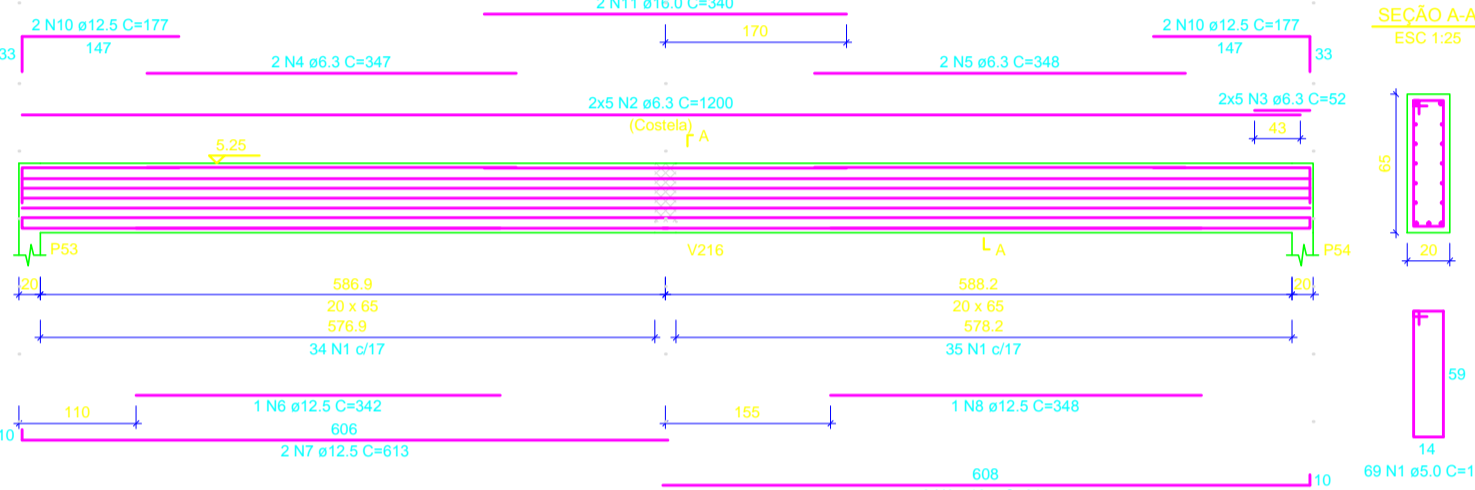 2 N11 ø16.0 C=340
SEÇÃO A-A
ESC 1:25
2 N10 ø12.5 C=177
170
2 N10 ø12.5 C=177
33
147
147
33
2 N4 ø6.3 C=347
2 N5 ø6.3 C=348
2x5 N2 ø6.3 C=1200
2x5 N3 ø6.3 C=52
(Costela)
A
43
5.25
65
P53
V216
A
P54
20
20
586.9
588.2
20
20 x 65
20 x 65
576.9
578.2
34 N1 c/17
35 N1 c/17
59
1 N6 ø12.5 C=342
1 N8 ø12.5 C=348
110
155
10
606
2 N7 ø12.5 C=613
14
608
10
69 N1 ø5.0 C=1